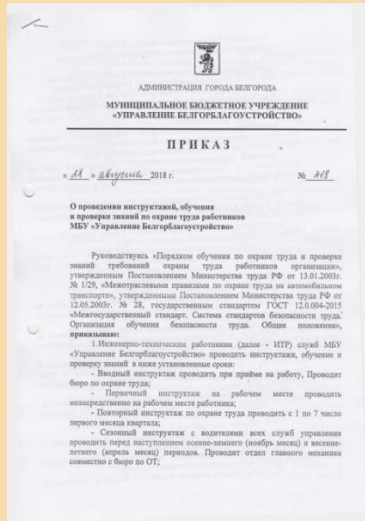 АДМИНИСТРАЦИЯ ГОРОДА БЕЛГОРОДА
МУНИЦИПАЛЬНОЕ БЮДЖЕТНОЕ УЧРЕЖДЕНИЕ
«УПРАВЛЕНИЕ БЕЛГОРБЛАГОУСТРОЙСТВО»
ПРИКАЗ
« » августа 2018 г. №
О проведении инструктажей, обучения
и проверке знаний по охране труда работников
МБУ «Управление Белгорблагоустройство»
Руководствуясь «Порядком обучения по охране труда и проверке
знаний требований охраны труда работников организации»,
утвержденным Постановлением Министерства труда РФ от 13.01.2003г.
№ 1/29, «Межотраслевыми правилами по охране труда на автомобильном
транспорте», утвержденными Постановлением Министерства труда РФ от
12.05.2003г. № 28, государственным стандартом ГОСТ 12.0.004-2015
«Межгосударственный стандарт. Система стандартов безопасности труда.
Организация обучения безопасности труда. Общие положения»,
приказываю:
1.Инженерно-техническим работникам (далее - ИТР) служб МБУ
«Управление Белгорблагоустройство» проводить инструктажи, обучение и
проверку знаний в ниже установленные сроки:
- Вводный инструктаж проводить при приёме на работу, Проводит
бюро по охране труда;
- Первичный инструктаж на рабочем месте проводить
непосредственно на рабочем месте работника;
- Повторный инструктаж по охране труда проводить с 1 по 7 число
первого месяца квартала;
- Сезонный инструктаж с водителями всех служб управления
проводить перед наступлением осенне-зимнего (ноябрь месяц) и весенне-
летнего (апрель месяц) периодов. Проводит отдел главного механика
совместно с бюро по ОТ;